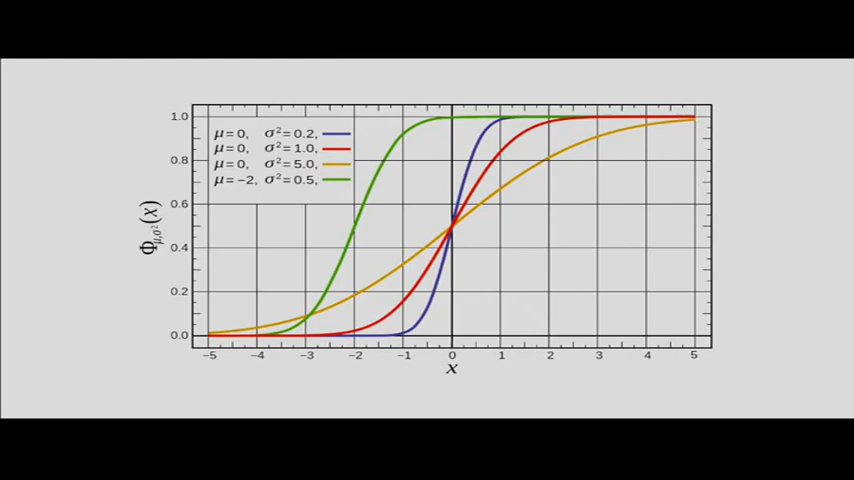 1.0
0.8
0.6
0.4
0.2
0.0
μ=0, σ²=0.2,
μ=0, σ²=1.0,
μ=0, σ²=5.0,
μ=−2, σ²=0.5,
Φμ,σ²(x)
−5 −4 −3 −2 −1 0 1 2 3 4 5
x